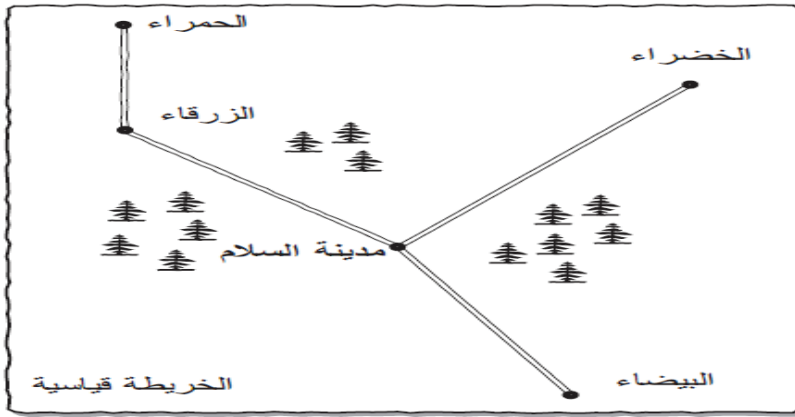 الحمراء
الخضراء
الزرقاء
مدينة السلام
البيضاء
الخريطة قياسية